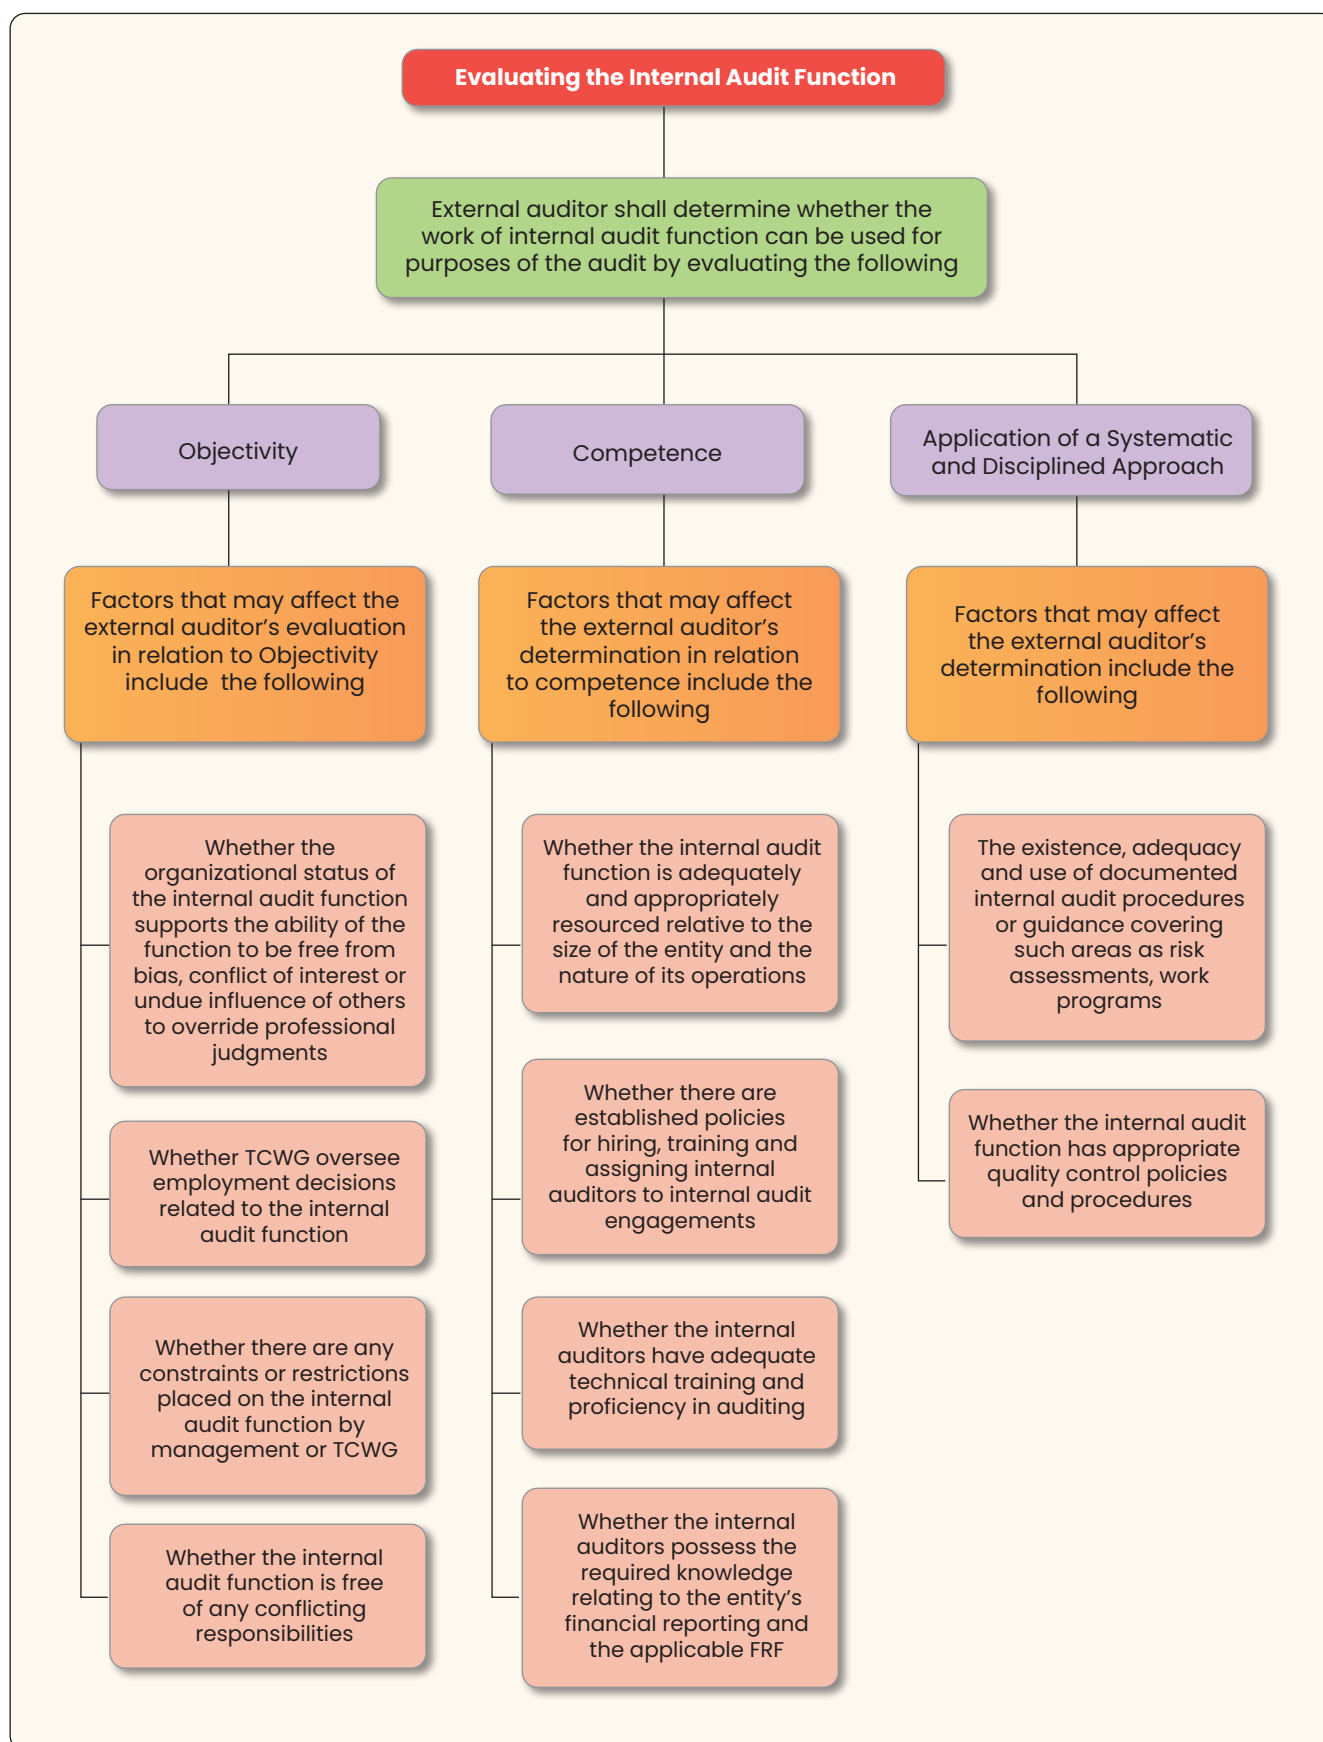 Evaluating the Internal Audit Function
External auditor shall determine whether the
work of internal audit function can be used for
purposes of the audit by evaluating the following
Objectivity
Factors that may affect the
external auditor’s evaluation
in relation to Objectivity
include the following
Whether the
organizational status of
the internal audit function
supports the ability of the
function to be free from
bias, conflict of interest or
undue influence of others
to override professional
judgments
Whether TCWG oversee
employment decisions
related to the internal
audit function
Whether there are any
constraints or restrictions
placed on the internal
audit function by
management or TCWG
Whether the internal
audit function is free
of any conflicting
responsibilities
Competence
Factors that may affect
the external auditor’s
determination in relation
to competence include the
following
Whether the internal audit
function is adequately
and appropriately
resourced relative to the
size of the entity and the
nature of its operations
Whether there are
established policies
for hiring, training and
assigning internal
auditors to internal audit
engagements
Whether the internal
auditors have adequate
technical training and
proficiency in auditing
Whether the internal
auditors possess the
required knowledge
relating to the entity’s
financial reporting and
the applicable FRF
Application of a Systematic
and Disciplined Approach
Factors that may affect
the external auditor’s
determination include the
following
The existence, adequacy
and use of documented
internal audit procedures
or guidance covering
such areas as risk
assessments, work
programs
Whether the internal audit
function has appropriate
quality control policies
and procedures